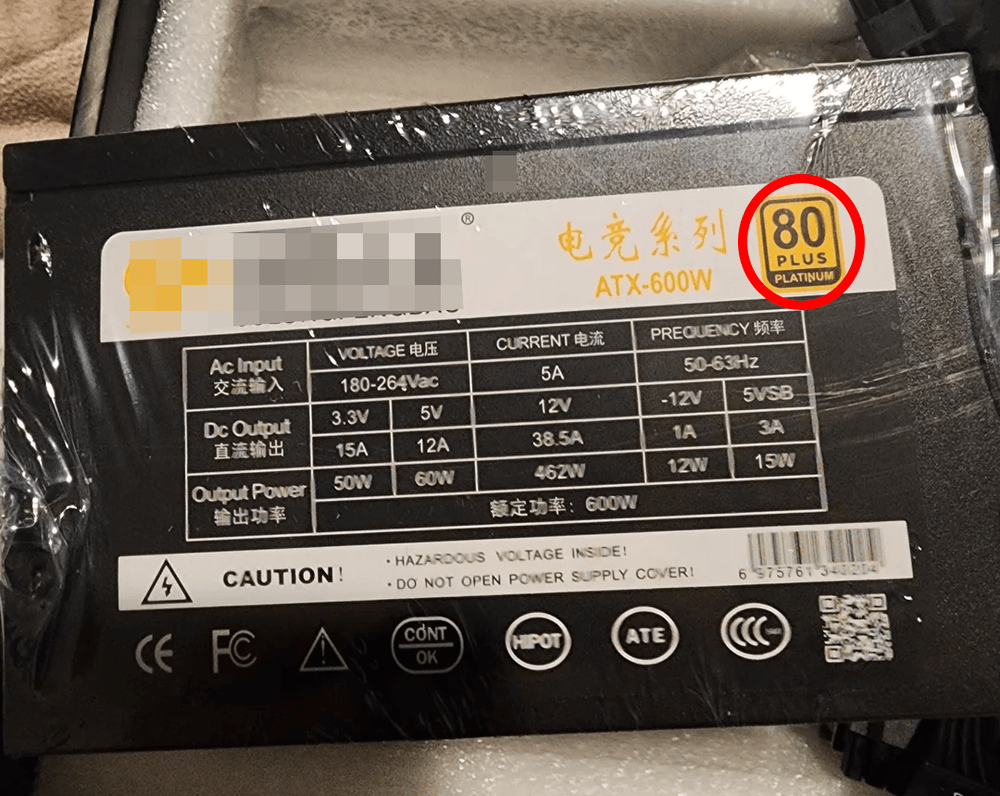 ®
电竞系列
ATX-600W
80
PLUS
PLATINUM
Ac Input
交流输入
VOLTAGE 电压
CURRENT 电流
PREQUENCY 频率
180-264Vac
5A
50-63Hz
Dc Output
直流输出
3.3V
5V
12V
-12V
5VSB
15A
12A
38.5A
1A
3A
Output Power
输出功率
50W
60W
462W
12W
15W
额定功率：600W
CAUTION!
·HAZARDOUS VOLTAGE INSIDE!
·DO NOT OPEN POWER SUPPLY COVER!
CE
FC
CONT
OK
HIPOT
ATE
CCC